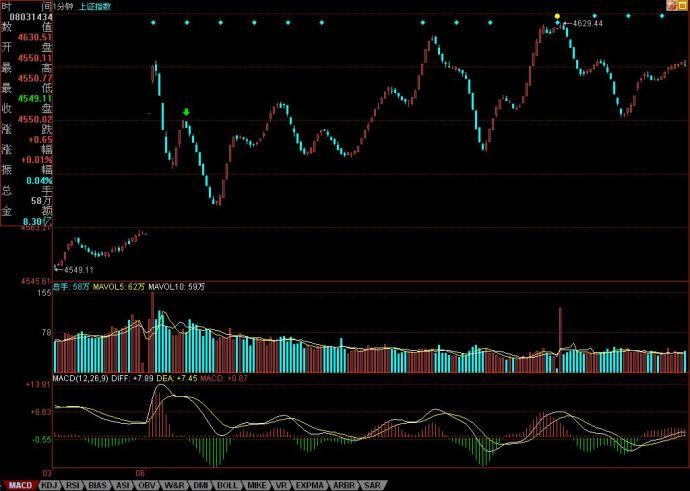 1分钟 上证指数
时间
08031434
数值
4630.51
开盘
4550.11
最高
4550.77
最低
4549.11
收盘
4550.02
涨跌
+0.65
涨幅
+0.01%
振幅
0.04%
总手
58万
金额
8.30亿
←4629.44
4563.21
←4549.11
4545.61
总手: 58万 MAVOL5: 62万 MAVOL10: 59万
155
78
MACD(12,26,9) DIFF: +7.89 DEA: +7.45 MACD: +0.87
+13.81
+6.63
-0.55
03 06
MACD KDJ RSI BIAS ASI OBV W&R DMI BOLL MIKE VR EXPMA ARBR SAR